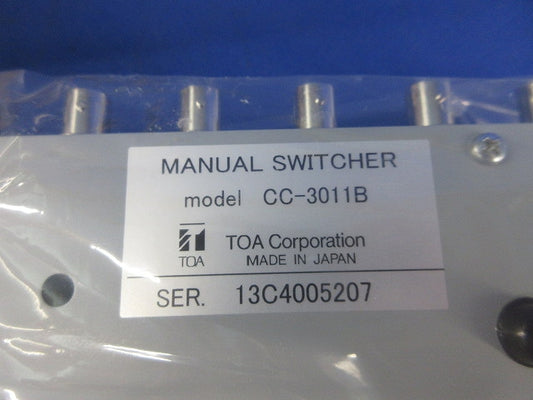 MANUAL SWITCHER
model CC-3011B
TOA TOA Corporation
MADE IN JAPAN
SER. 13C4005207